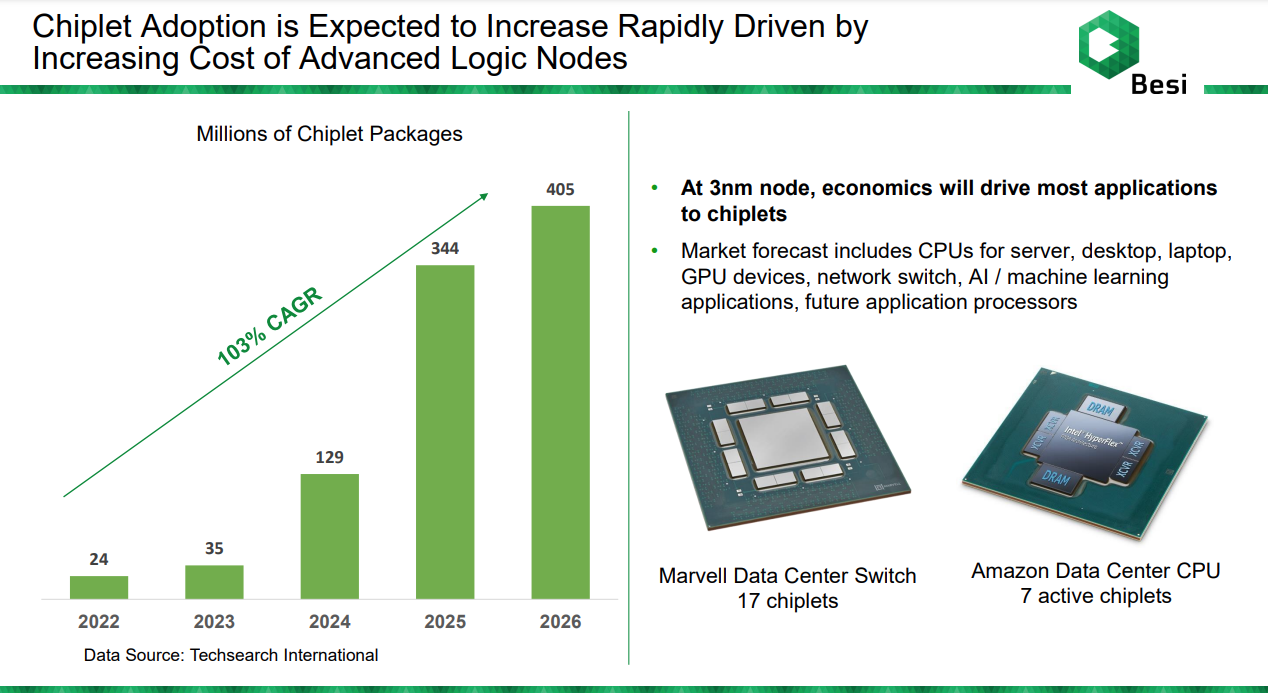 Chiplet Adoption is Expected to Increase Rapidly Driven by
Increasing Cost of Advanced Logic Nodes
Besi
Millions of Chiplet Packages
103% CAGR
24
35
129
344
405
2022
2023
2024
2025
2026
Data Source: Techsearch International
• At 3nm node, economics will drive most applications
to chiplets
• Market forecast includes CPUs for server, desktop, laptop,
GPU devices, network switch, AI / machine learning
applications, future application processors
DRAM
XCVR
XCVR
Intel® HyperFlex™
XCVR
XCVR
DRAM
Marvell Data Center Switch
17 chiplets
Amazon Data Center CPU
7 active chiplets